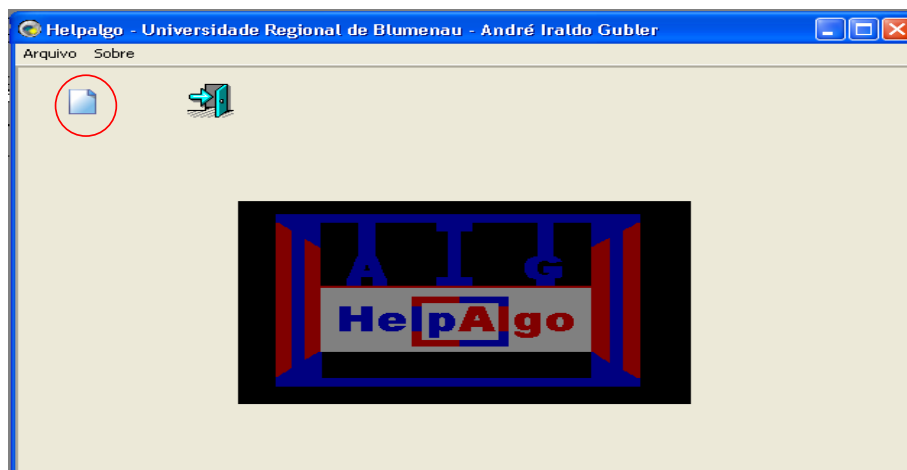 Helpalgo - Universidade Regional de Blumenau - André Iraldo Gubler
Arquivo Sobre
A I G
HelpAlgo